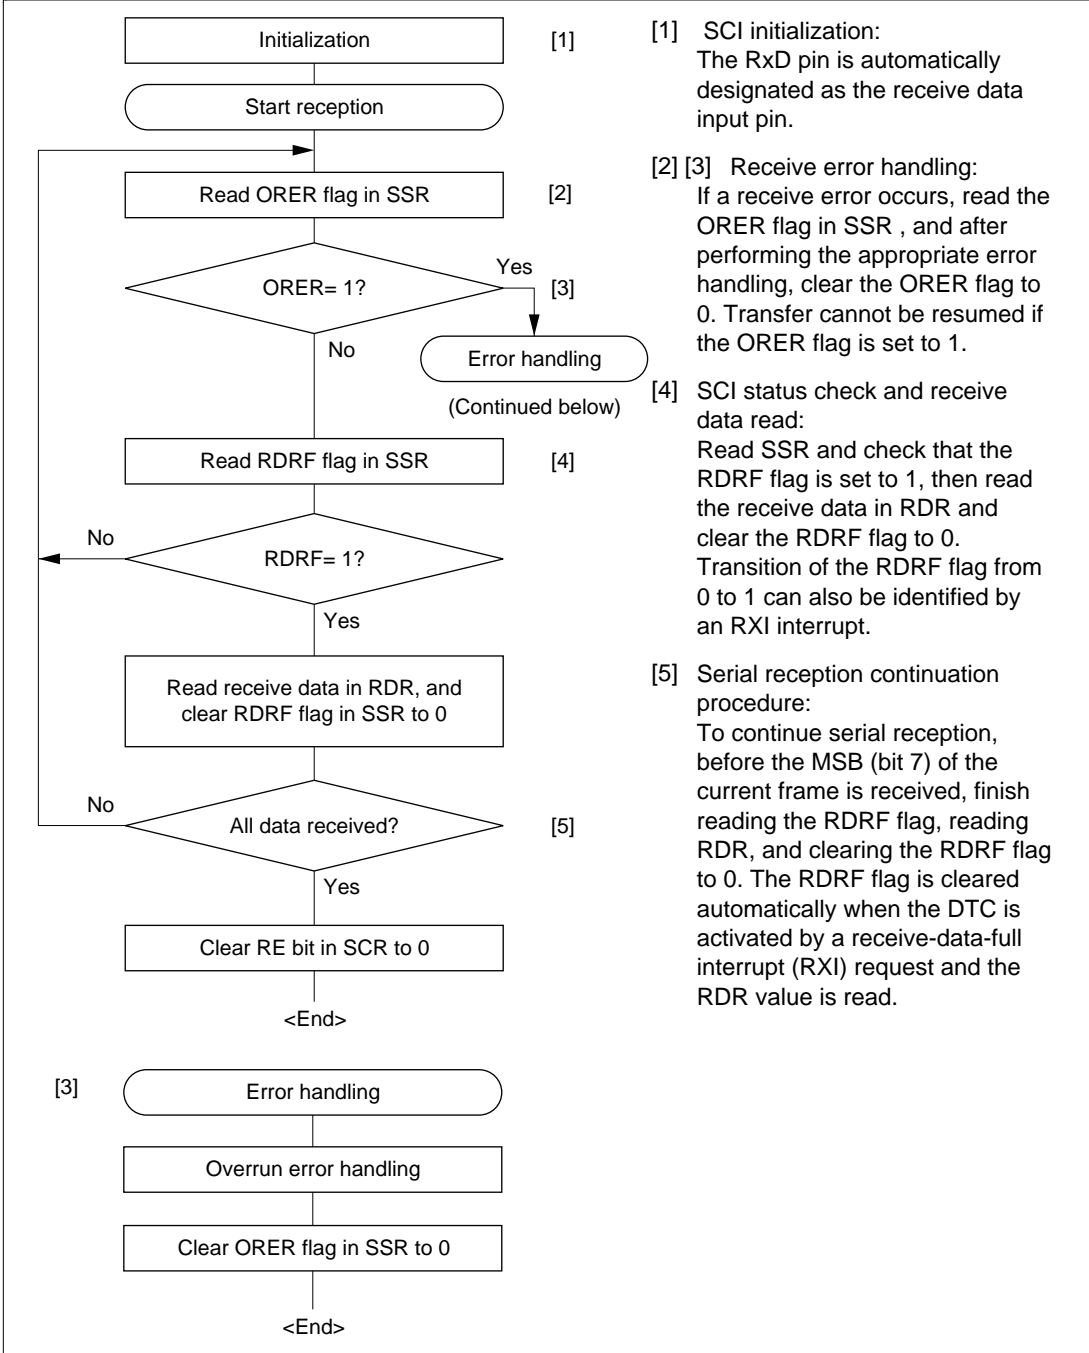 Initialization
[1]
Start reception
Read ORER flag in SSR
[2]
ORER= 1?
Yes
[3]
No
Error handling
(Continued below)
Read RDRF flag in SSR
[4]
No
RDRF= 1?
Yes
Read receive data in RDR, and
clear RDRF flag in SSR to 0
No
All data received?
[5]
Yes
Clear RE bit in SCR to 0
<End>
[3]
Error handling
Overrun error handling
Clear ORER flag in SSR to 0
<End>
[1] SCI initialization:
The RxD pin is automatically
designated as the receive data
input pin.
[2] [3] Receive error handling:
If a receive error occurs, read the
ORER flag in SSR , and after
performing the appropriate error
handling, clear the ORER flag to
0. Transfer cannot be resumed if
the ORER flag is set to 1.
[4] SCI status check and receive
data read:
Read SSR and check that the
RDRF flag is set to 1, then read
the receive data in RDR and
clear the RDRF flag to 0.
Transition of the RDRF flag from
0 to 1 can also be identified by
an RXI interrupt.
[5] Serial reception continuation
procedure:
To continue serial reception,
before the MSB (bit 7) of the
current frame is received, finish
reading the RDRF flag, reading
RDR, and clearing the RDRF flag
to 0. The RDRF flag is cleared
automatically when the DTC is
activated by a receive-data-full
interrupt (RXI) request and the
RDR value is read.